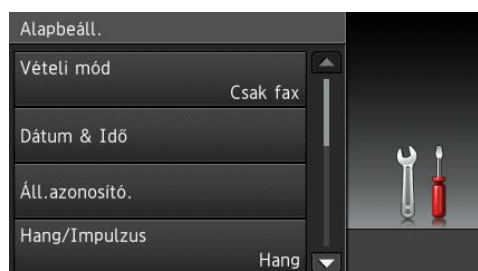 Alapbeáll.
Vételi mód
Csak fax
Dátum & Idő
Áll.azonosító.
Hang/Impulzus
Hang